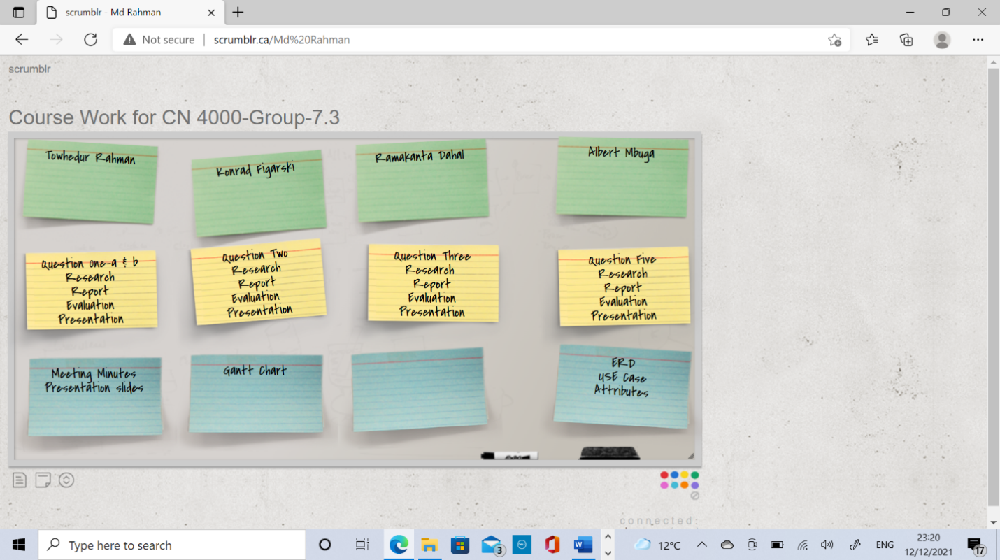 scrumblr - Md Rahman
Not secure
scrumblr.ca/Md%20Rahman
scrumblr
Course Work for CN 4000-Group-7.3
Towhedur Rahman
Konrad Figarski
Ramakanta Dahal
Albert Mbuga
Question One-a & b
Research
Report
Evaluation
Presentation
Question Two
Research
Report
Evaluation
Presentation
Question Three
Research
Report
Evaluation
Presentation
Question Five
Research
Report
Evaluation
Presentation
Meeting Minutes
Presentation slides
Gantt Chart
ERD
USE Case
Attributes
connected:
Type here to search
3
DELL
W
12°C
ENG
23:20
12/12/2021
17